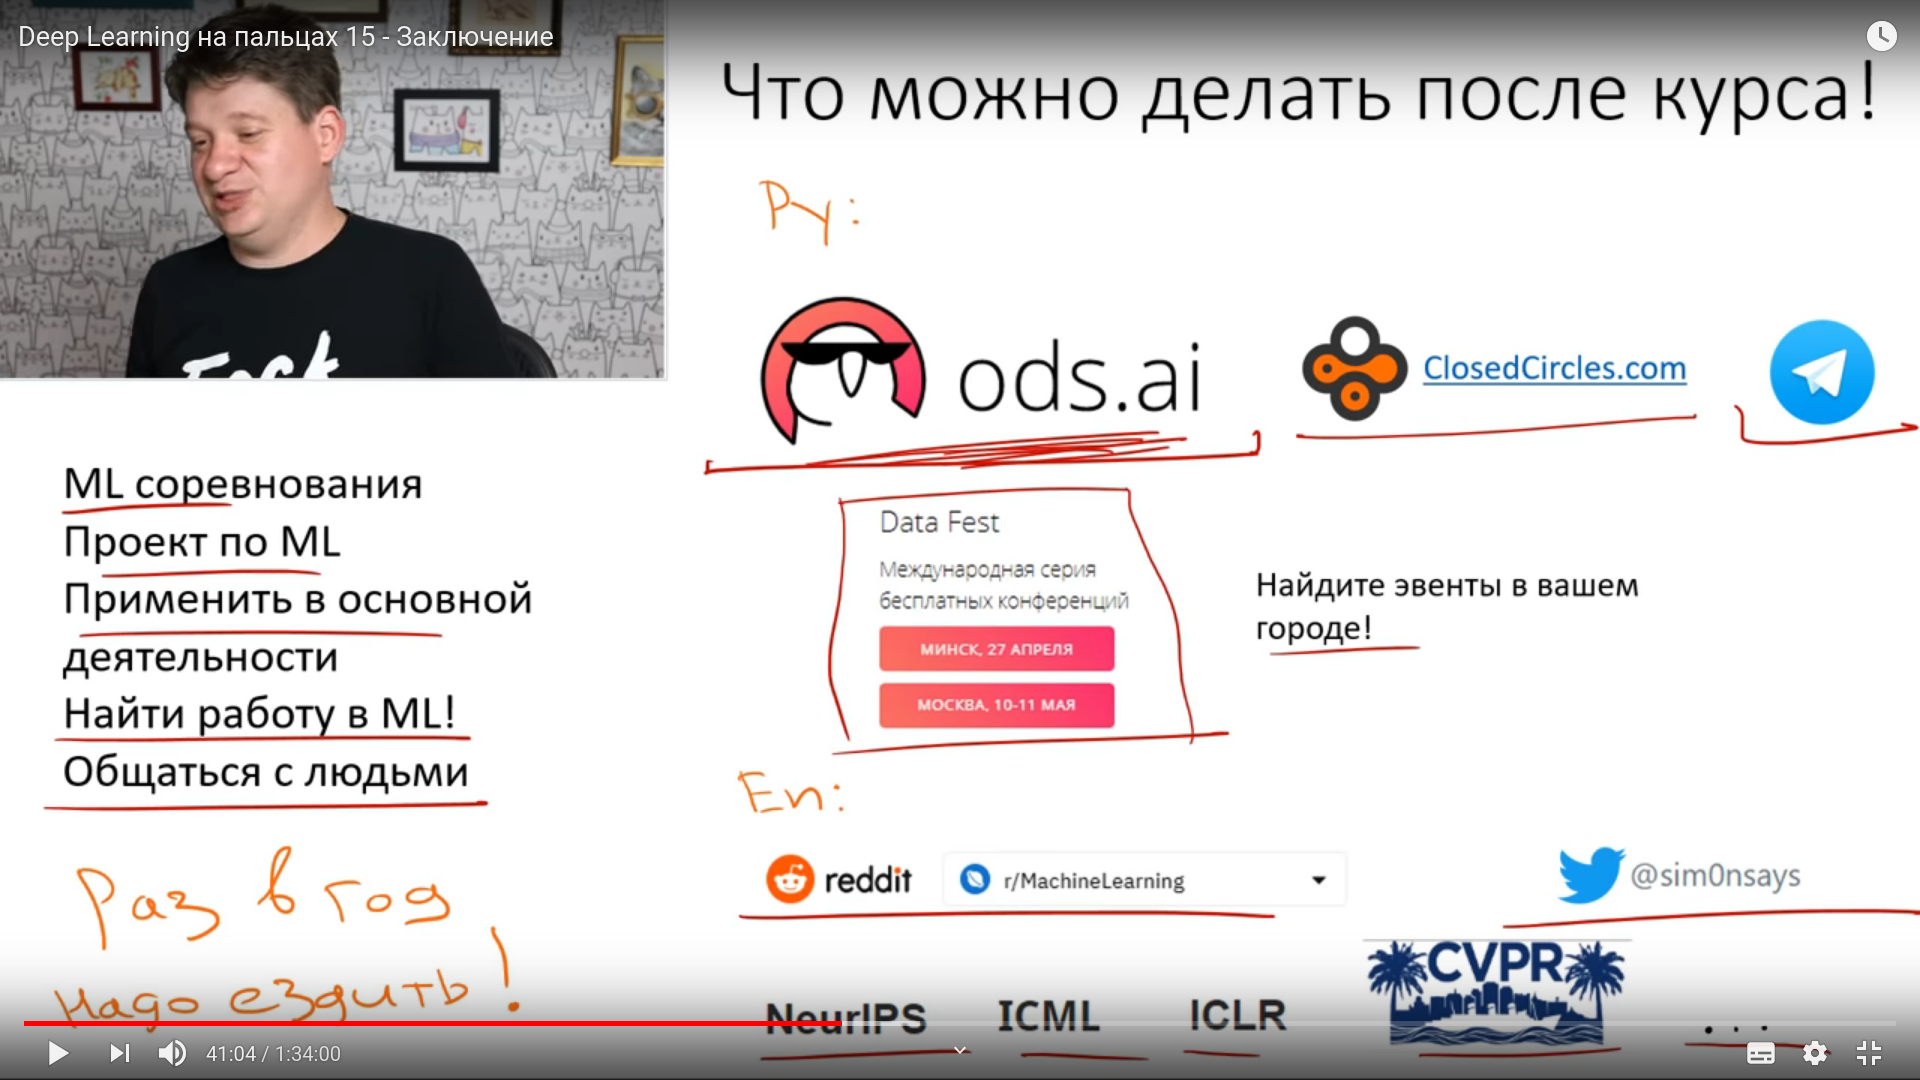 Deep Learning на пальцах 15 - Заключение
Что можно делать после курса!
Ру:
ods.ai
ClosedCircles.com
ML соревнования
Проект по ML
Применить в основной
деятельности
Найти работу в ML!
Общаться с людьми
Раз в год
надо ездить!
Data Fest
Международная серия
бесплатных конференций
МИНСК, 27 АПРЕЛЯ
МОСКВА, 10-11 МАЯ
Найдите эвенты в вашем
городе!
En:
reddit
r/MachineLearning
@sim0nsays
NeurIPS
ICML
ICLR
CVPR
...
41:04 / 1:34:00